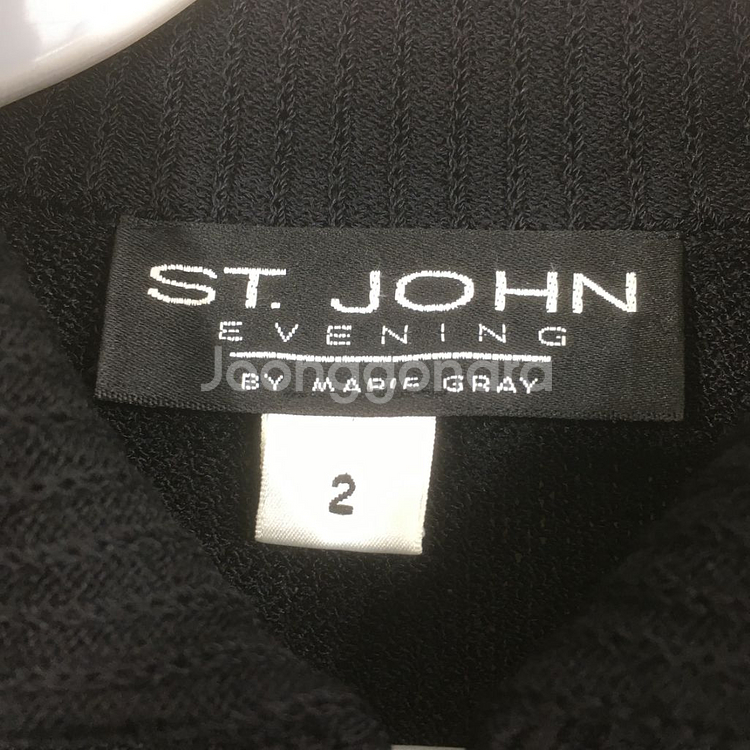 ST. JOHN
EVENING
BY MARIE GRAY
Joonggonara
2